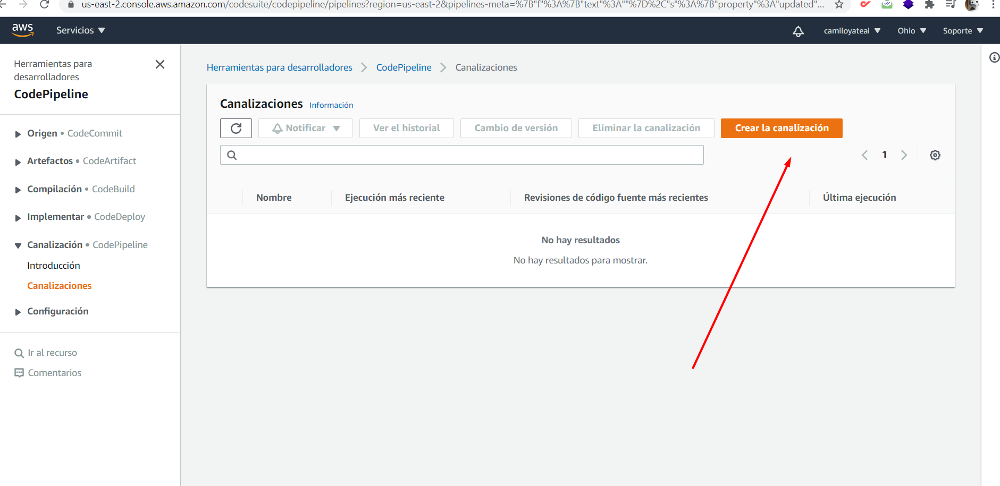 us-east-2.console.aws.amazon.com/codesuite/codepipeline/pipelines?region=us-east-2&pipelines-meta=%7B"f"%3A%7B"text"%3A""%7D%2C"s"%3A%7B"property"%3A"updated"...
aws
Servicios
camiloyateai
Ohio
Soporte
Herramientas para
desarrolladores
CodePipeline
Origen • CodeCommit
Artefactos • CodeArtifact
Compilación • CodeBuild
Implementar • CodeDeploy
Canalización • CodePipeline
Introducción
Canalizaciones
Configuración
Ir al recurso
Comentarios
Herramientas para desarrolladores
CodePipeline
Canalizaciones
Canalizaciones Información
Notificar
Ver el historial
Cambio de versión
Eliminar la canalización
Crear la canalización
1
Nombre
Ejecución más reciente
Revisiones de código fuente más recientes
Última ejecución
No hay resultados
No hay resultados para mostrar.